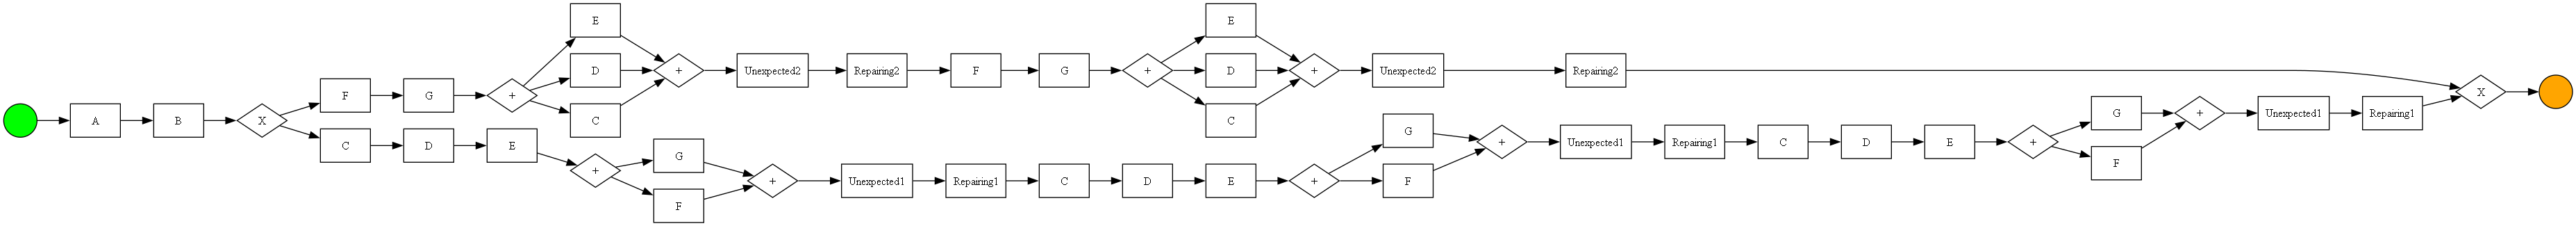 A
B
X
F
G
+
E
D
C
+
Unexpected2
Repairing2
F
G
+
E
D
C
+
Unexpected2
Repairing2
C
D
E
+
G
F
+
Unexpected1
Repairing1
C
D
E
+
G
F
+
Unexpected1
Repairing1
C
D
E
+
G
F
+
Unexpected1
Repairing1
X